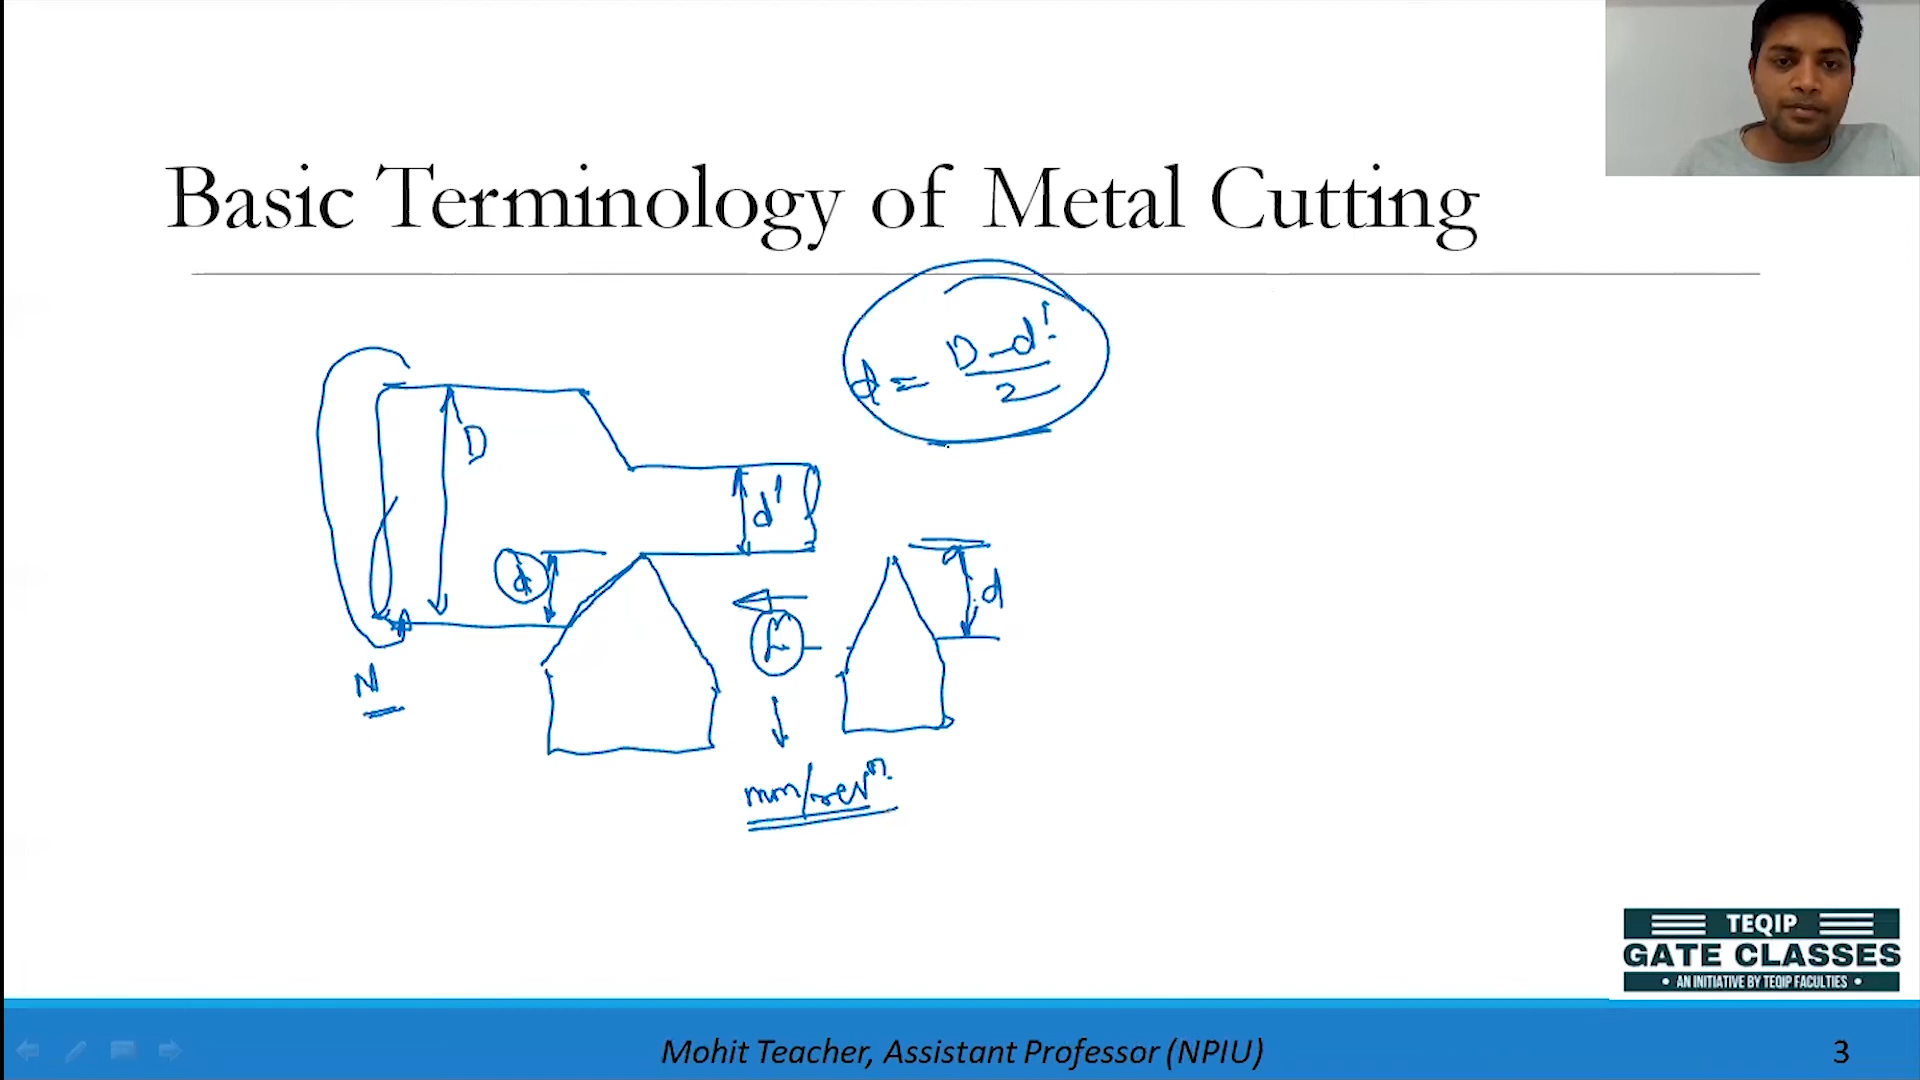 Basic Terminology of Metal Cutting
d = D - d' / 2
D
d'
d
d
N
mm/revⁿ.
TEQIP
GATE CLASSES
• AN INITIATIVE BY TEQIP FACULTIES •
Mohit Teacher, Assistant Professor (NPIU)
3